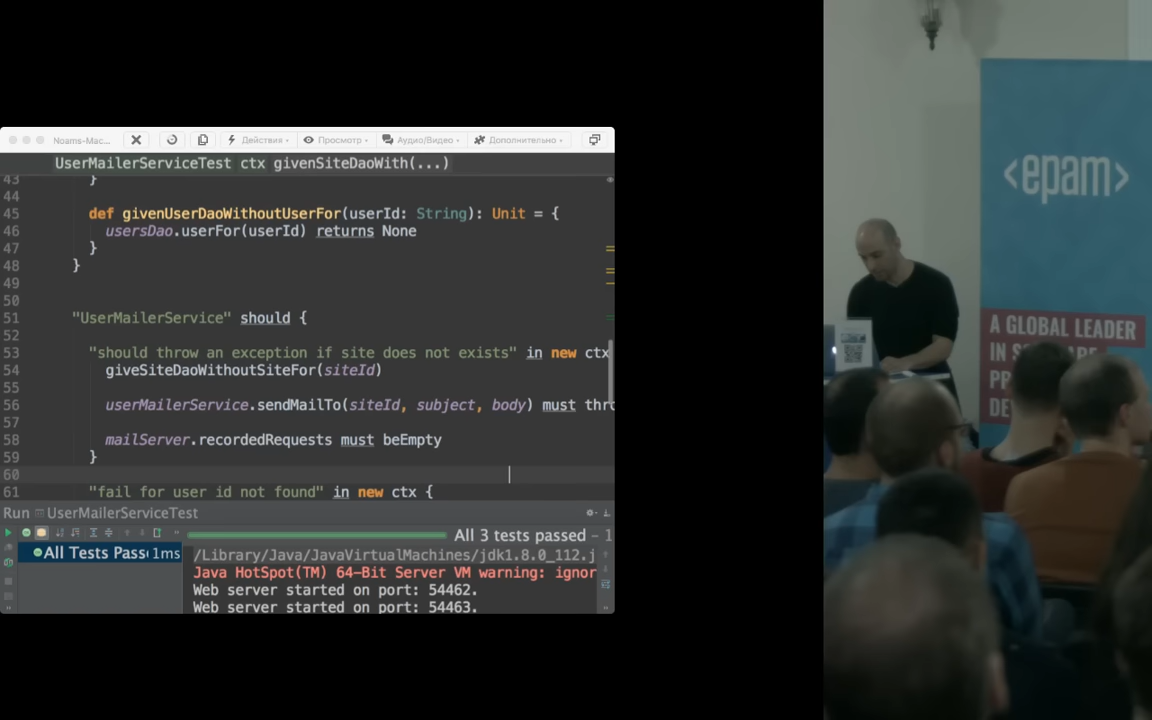 Noams-Mac...
Действия
Просмотр
Аудио/Видео
Дополнительно
UserMailerServiceTest ctx givenSiteDaoWith(...)
43 }
44
45 def givenUserDaoWithoutUserFor(userId: String): Unit = {
46 usersDao.userFor(userId) returns None
47 }
48 }
49
50
51 "UserMailerService" should {
52
53 "should throw an exception if site does not exists" in new ctx
54 giveSiteDaoWithoutSiteFor(siteId)
55
56 userMailerService.sendMailTo(siteId, subject, body) must thro
57
58 mailServer.recordedRequests must beEmpty
59 }
60
61 "fail for user id not found" in new ctx {
Run UserMailerServiceTest
All 3 tests passed – 1
All Tests Pass 1ms
/Library/Java/JavaVirtualMachines/jdk1.8.0_112.j
Java HotSpot(TM) 64-Bit Server VM warning: ignor
Web server started on port: 54462.
Web server started on port: 54463.
<epam>
A GLOBAL LEADER
IN